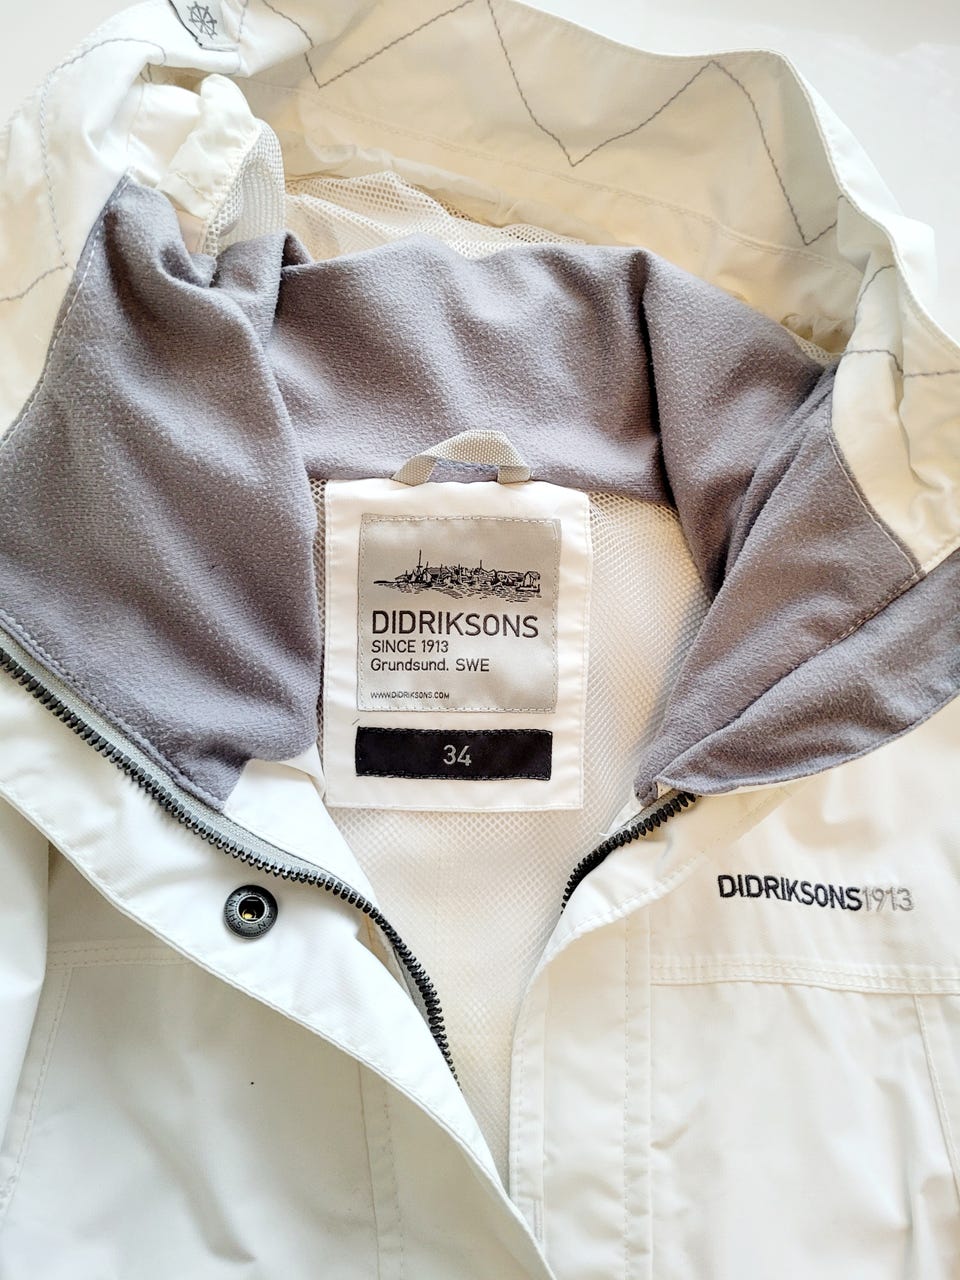 DIDRIKSONS
SINCE 1913
Grundsund. SWE
WWW.DIDRIKSONS.COM
34
DIDRIKSONS1913